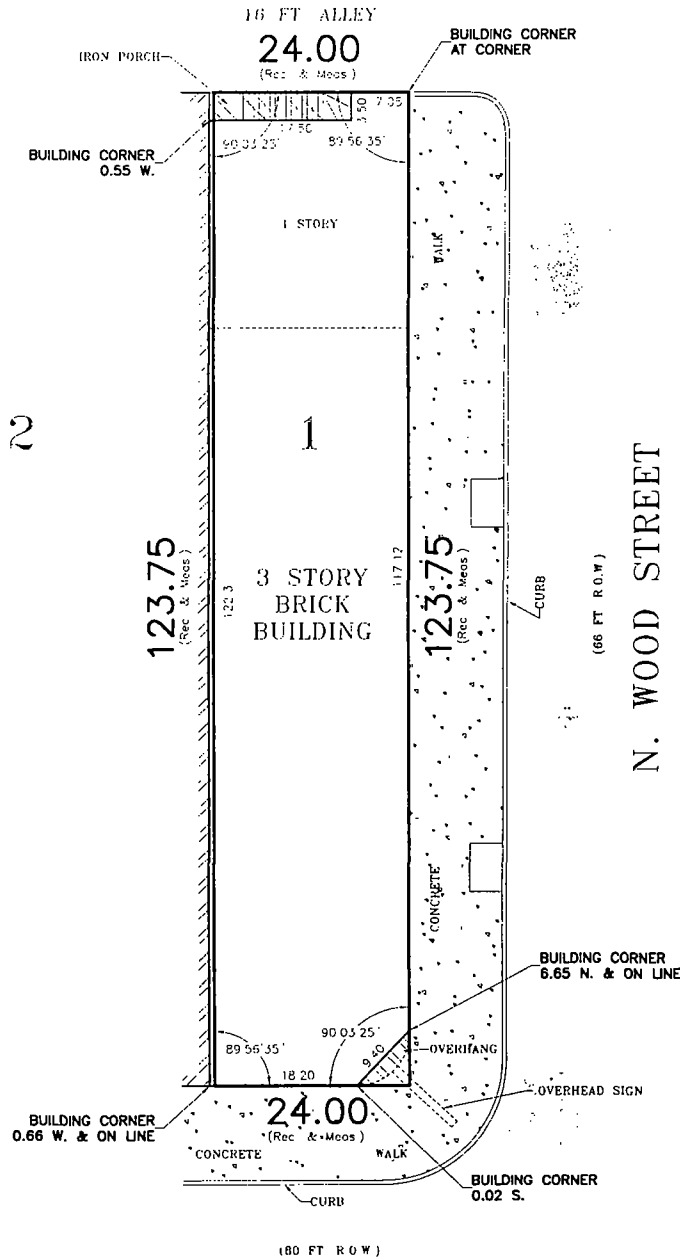 16 FT ALLEY
24.00
(Rec & Meas)
IRON PORCH
BUILDING CORNER
AT CORNER
7.05
3.50
17.50
BUILDING CORNER
0.55 W.
90 03 25'
89 56 35'
1 STORY
WALK
2
1
N. WOOD STREET
(66 FT R.O.W)
123.75
(Rec & Meas)
122.3
3 STORY
BRICK
BUILDING
117.12
123.75
(Rec & Meas)
CURB
CONCRETE
BUILDING CORNER
6.65 N. & ON LINE
90 03 25'
89 56'35'
9.40
OVERHANG
18.20
OVERHEAD SIGN
BUILDING CORNER
0.66 W. & ON LINE
24.00
(Rec & Meas)
CONCRETE
WALK
BUILDING CORNER
0.02 S.
CURB
(80 FT R O W)